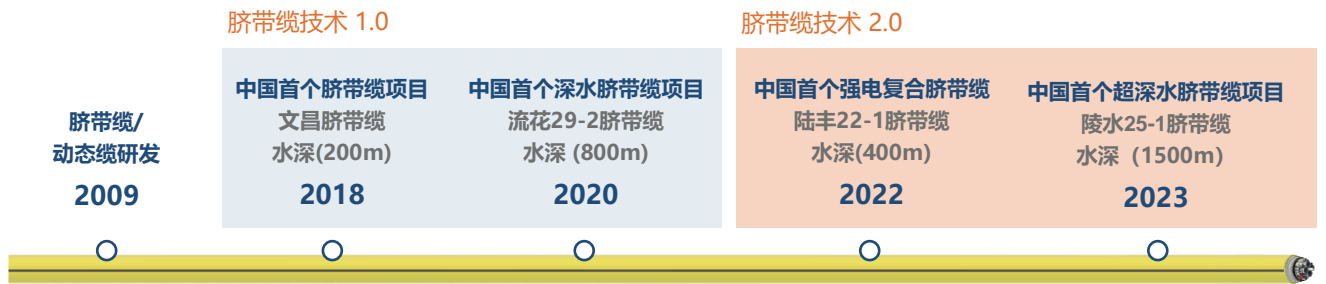 脐带缆技术 1.0
脐带缆技术 2.0
脐带缆/
动态缆研发
2009
中国首个脐带缆项目
文昌脐带缆
水深(200m)
2018
中国首个深水脐带缆项目
流花29-2脐带缆
水深 (800m)
2020
中国首个强电复合脐带缆
陆丰22-1脐带缆
水深(400m)
2022
中国首个超深水脐带缆项目
陵水25-1脐带缆
水深（1500m）
2023